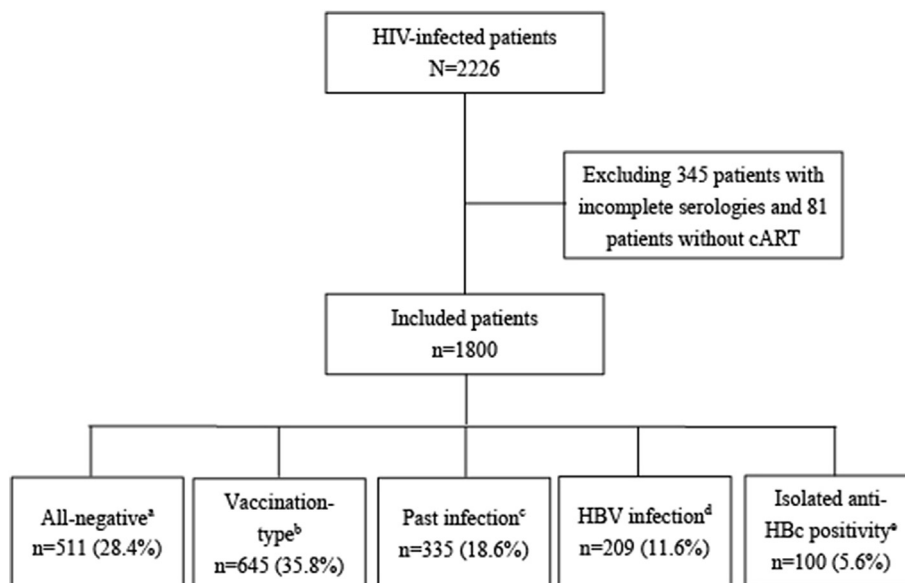 HIV-infected patients
N=2226
Excluding 345 patients with
incomplete serologies and 81
patients without cART
Included patients
n=1800
All-negativeᵃ
n=511 (28.4%)
Vaccination-
typeᵇ
n=645 (35.8%)
Past infectionᶜ
n=335 (18.6%)
HBV infectionᵈ
n=209 (11.6%)
Isolated anti-
HBc positivityᵉ
n=100 (5.6%)